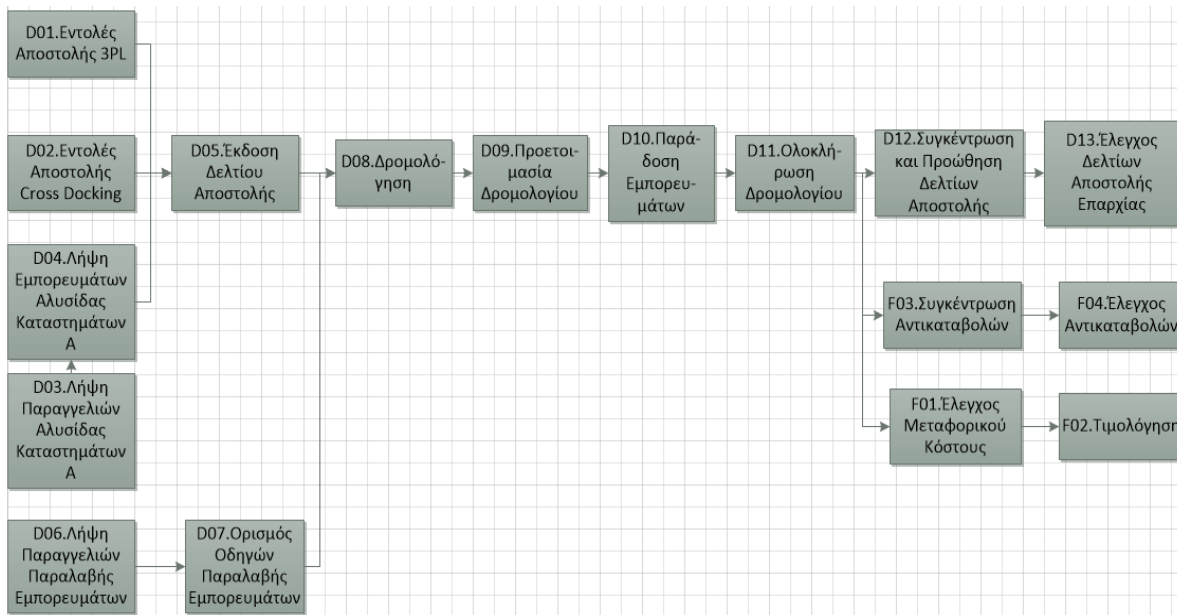 D01.Εντολές
Αποστολής 3PL
D02.Εντολές
Αποστολής
Cross Docking
D04.Λήψη
Εμπορευμάτων
Αλυσίδας
Καταστημάτων
Α
D03.Λήψη
Παραγγελιών
Αλυσίδας
Καταστημάτων
Α
D06.Λήψη
Παραγγελιών
Παραλαβής
Εμπορευμάτων
D05.Έκδοση
Δελτίου
Αποστολής
D07.Ορισμός
Οδηγών
Παραλαβής
Εμπορευμάτων
D08.Δρομολό-
γηση
D09.Προετοι-
μασία
Δρομολογίου
D10.Παρά-
δοση
Εμπορευ-
μάτων
D11.Ολοκλή-
ρωση
Δρομολογίου
D12.Συγκέντρωση
και Προώθηση
Δελτίων
Αποστολής
D13.Έλεγχος
Δελτίων
Αποστολής
Επαρχίας
F03.Συγκέντρωση
Αντικαταβολών
F04.Έλεγχος
Αντικαταβολών
F01.Έλεγχος
Μεταφορικού
Κόστους
F02.Τιμολόγηση